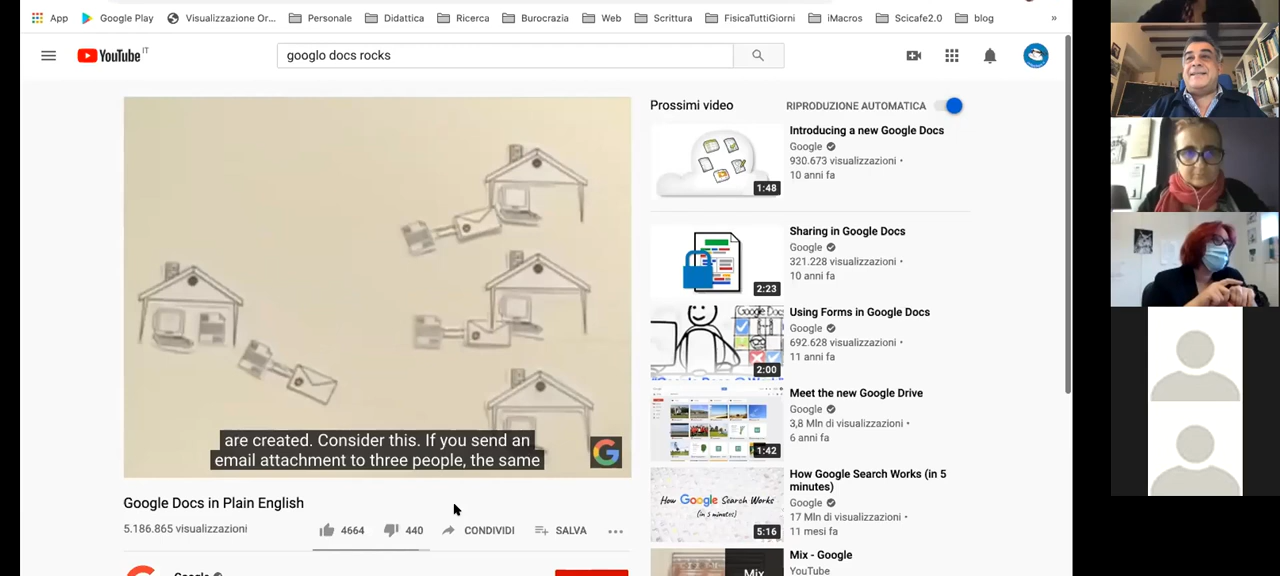 App
Google Play
Visualizzazione Or...
Personale
Didattica
Ricerca
Burocrazia
Web
Scrittura
FisicaTuttiGiorni
iMacros
Scicafe2.0
blog
»
YouTube IT
googlo docs rocks
are created. Consider this. If you send an
email attachment to three people, the same
Google Docs in Plain English
5.186.865 visualizzazioni
4664
440
CONDIVIDI
SALVA
Google
Prossimi video
RIPRODUZIONE AUTOMATICA
Introducing a new Google Docs
Google
930.673 visualizzazioni •
10 anni fa
1:48
Sharing in Google Docs
Google
321.228 visualizzazioni •
10 anni fa
2:23
Using Forms in Google Docs
Google
692.628 visualizzazioni •
11 anni fa
2:00
Meet the new Google Drive
Google
3,8 Mln di visualizzazioni •
6 anni fa
1:42
How Google Search Works (in 5
minutes)
Google
17 Mln di visualizzazioni •
11 mesi fa
How Google Search Works
(in 5 minutes)
5:16
Mix - Google
YouTube
Mix